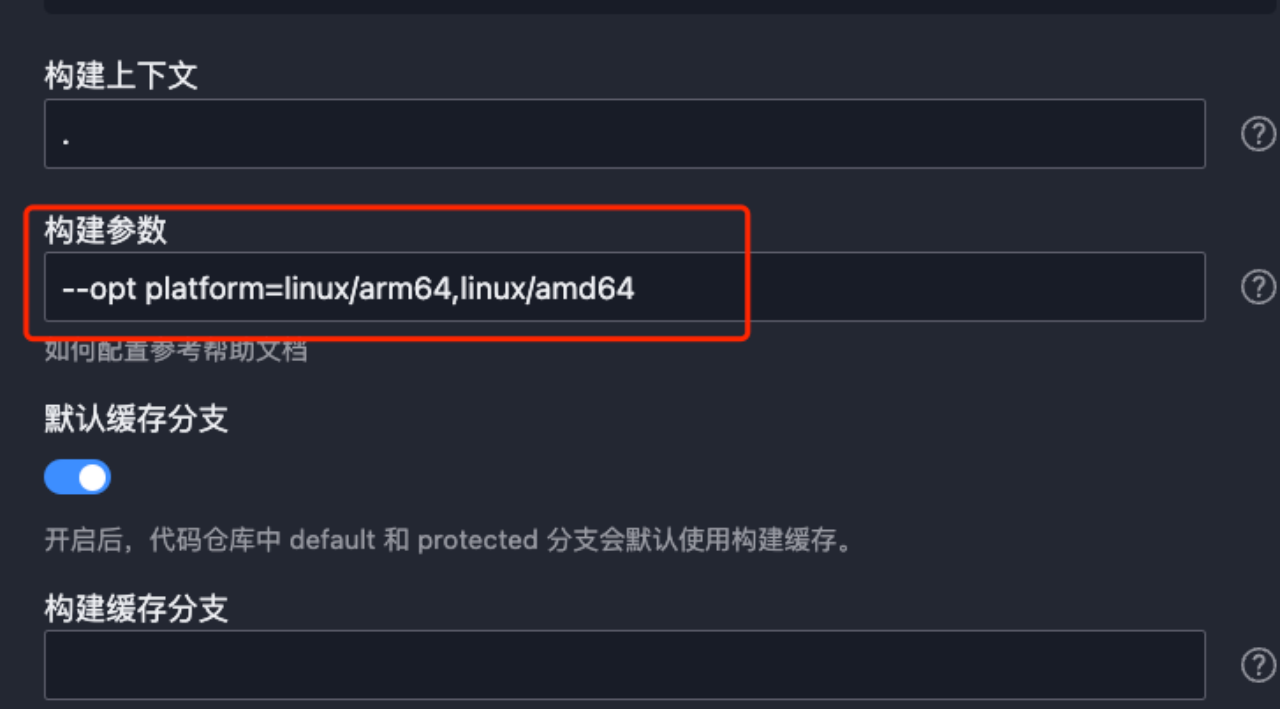 构建上下文
.
?
构建参数
--opt platform=linux/arm64,linux/amd64
?
如何配置参考帮助文档
默认缓存分支
开启后，代码仓库中 default 和 protected 分支会默认使用构建缓存。
构建缓存分支
?